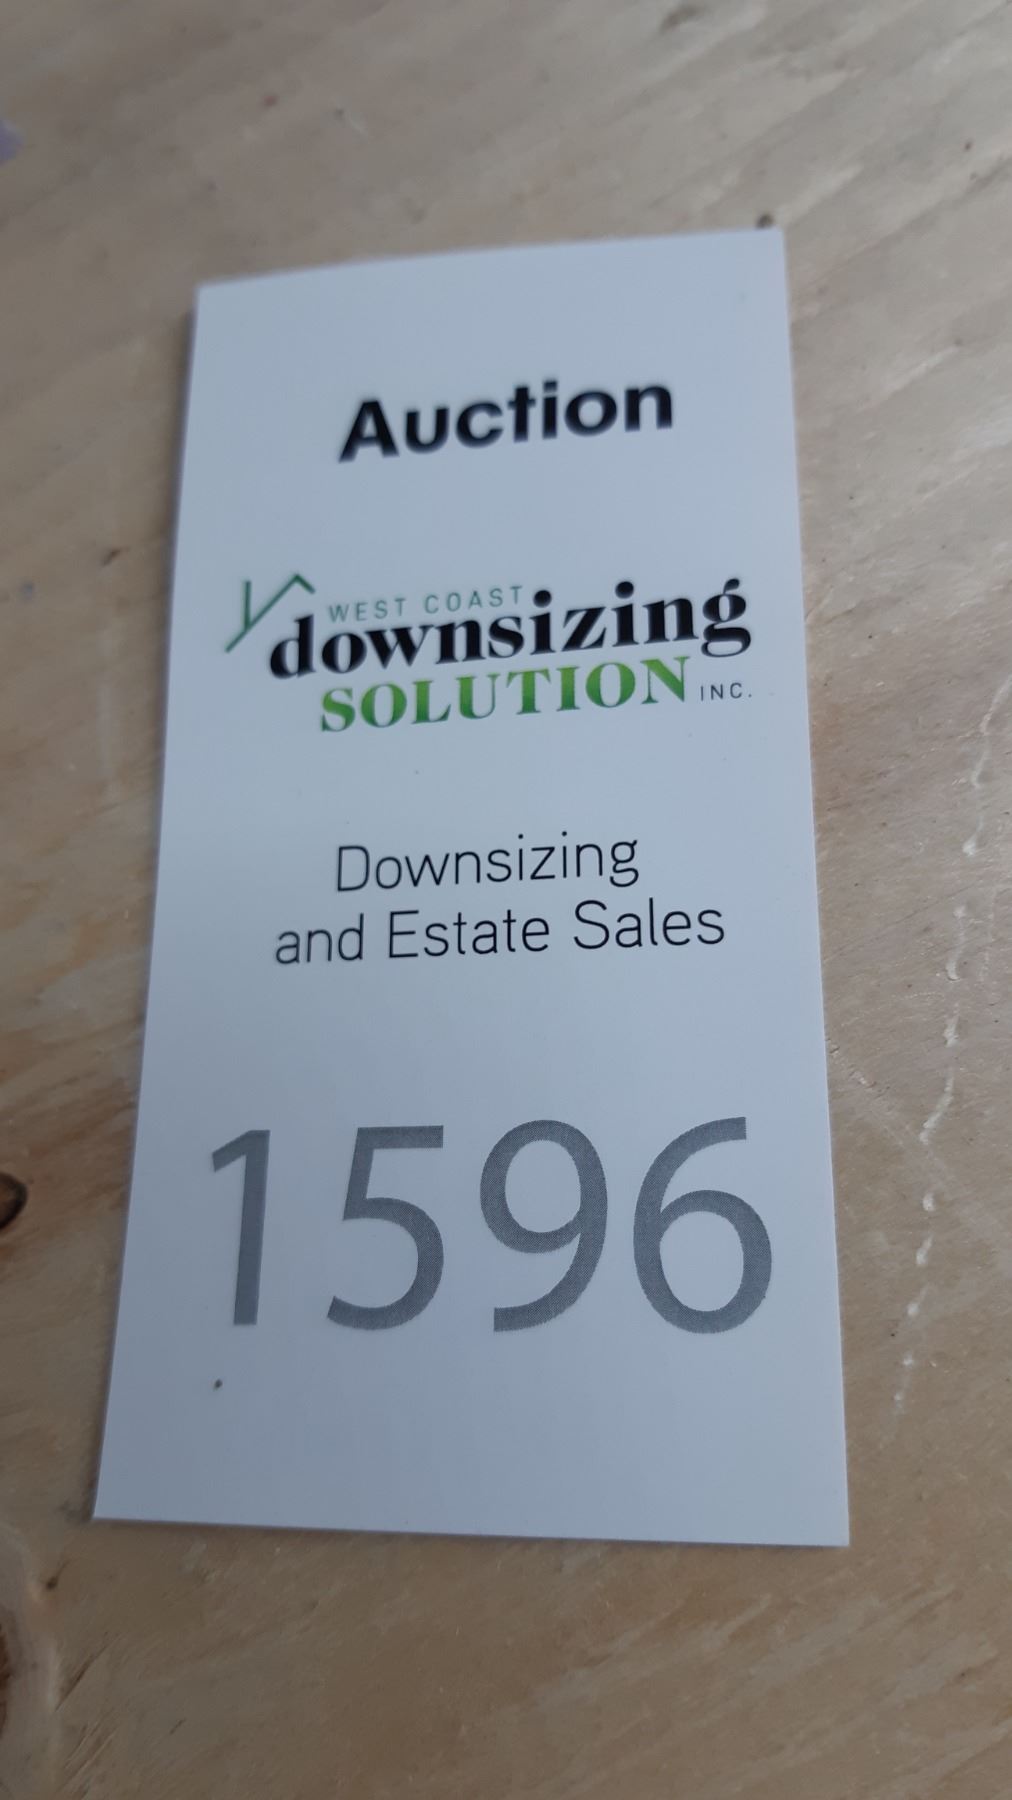 Auction
WEST COAST
downsizing
SOLUTION INC.
Downsizing
and Estate Sales
1596